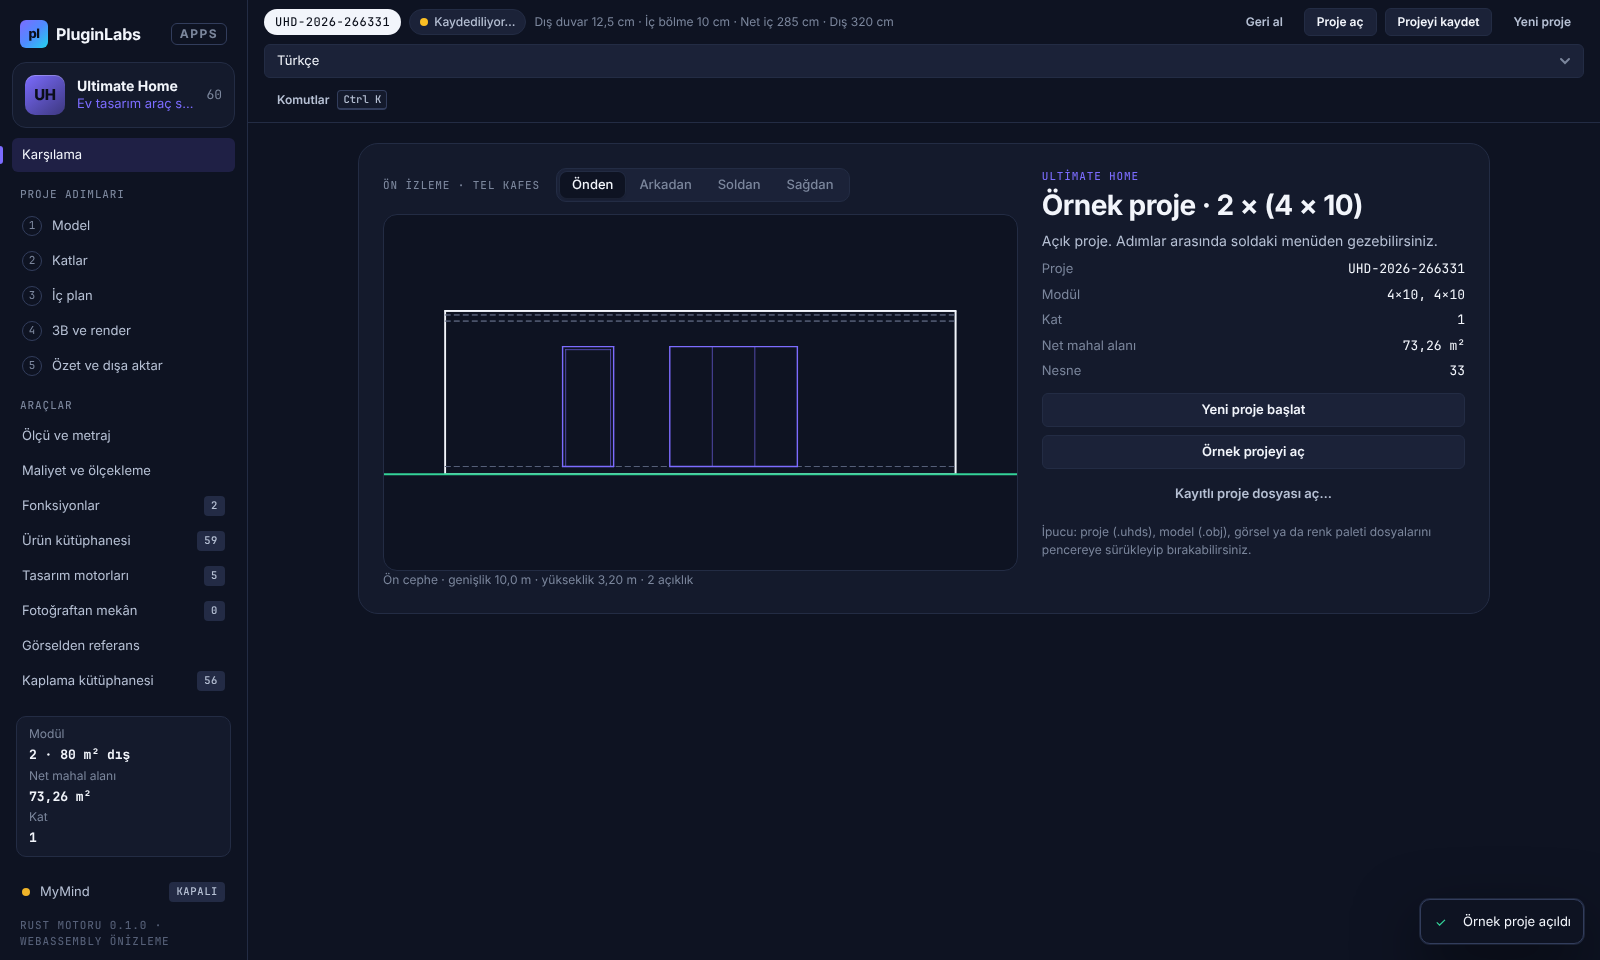 pl PluginLabs APPS
UH Ultimate Home
Ev tasarım araç s... 60
Karşılama
PROJE ADIMLARI
1 Model
2 Katlar
3 İç plan
4 3B ve render
5 Özet ve dışa aktar
ARAÇLAR
Ölçü ve metraj
Maliyet ve ölçekleme
Fonksiyonlar 2
Ürün kütüphanesi 59
Tasarım motorları 5
Fotoğraftan mekân 0
Görselden referans
Kaplama kütüphanesi 56
Modül
2 · 80 m² dış
Net mahal alanı
73,26 m²
Kat
1
MyMind KAPALI
RUST MOTORU 0.1.0 ·
WEBASSEMBLY ÖNİZLEME
UHD-2026-266331 Kaydediliyor... Dış duvar 12,5 cm · İç bölme 10 cm · Net iç 285 cm · Dış 320 cm Geri al Proje aç Projeyi kaydet Yeni proje
Türkçe
Komutlar Ctrl K
ÖN İZLEME · TEL KAFES Önden Arkadan Soldan Sağdan
Ön cephe · genişlik 10,0 m · yükseklik 3,20 m · 2 açıklık
ULTİMATE HOME
Örnek proje · 2 × (4 × 10)
Açık proje. Adımlar arasında soldaki menüden gezebilirsiniz.
Proje UHD-2026-266331
Modül 4×10, 4×10
Kat 1
Net mahal alanı 73,26 m²
Nesne 33
Yeni proje başlat
Örnek projeyi aç
Kayıtlı proje dosyası aç...
İpucu: proje (.uhds), model (.obj), görsel ya da renk paleti dosyalarını
pencereye sürükleyip bırakabilirsiniz.
✓ Örnek proje açıldı